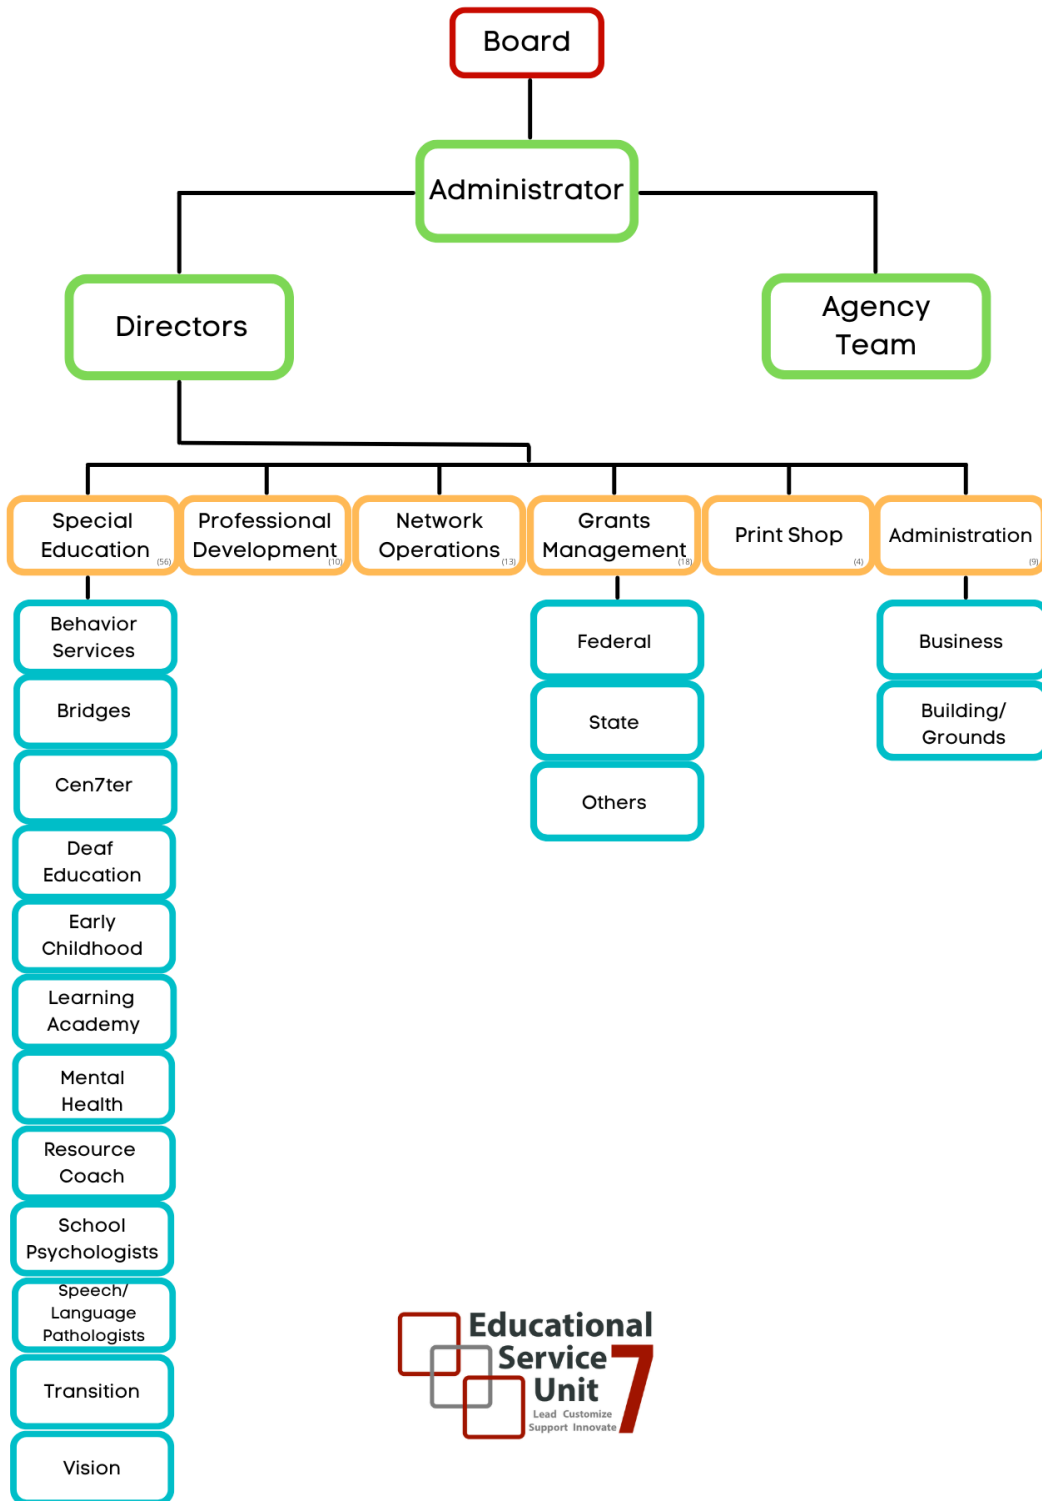 Board
Administrator
Directors
Agency
Team
Special
Education
(56)
Professional
Development
(10)
Network
Operations
(13)
Grants
Management
(18)
Print Shop
(4)
Administration
(9)
Behavior
Services
Bridges
Cen7ter
Deaf
Education
Early
Childhood
Learning
Academy
Mental
Health
Resource
Coach
School
Psychologists
Speech/
Language
Pathologists
Transition
Vision
Federal
State
Others
Business
Building/
Grounds
Educational
Service
Unit
7
Lead Customize
Support Innovate